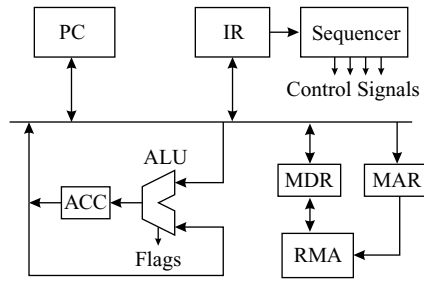 PC
IR
Sequencer
Control Signals
ALU
ACC
MDR
MAR
Flags
RMA